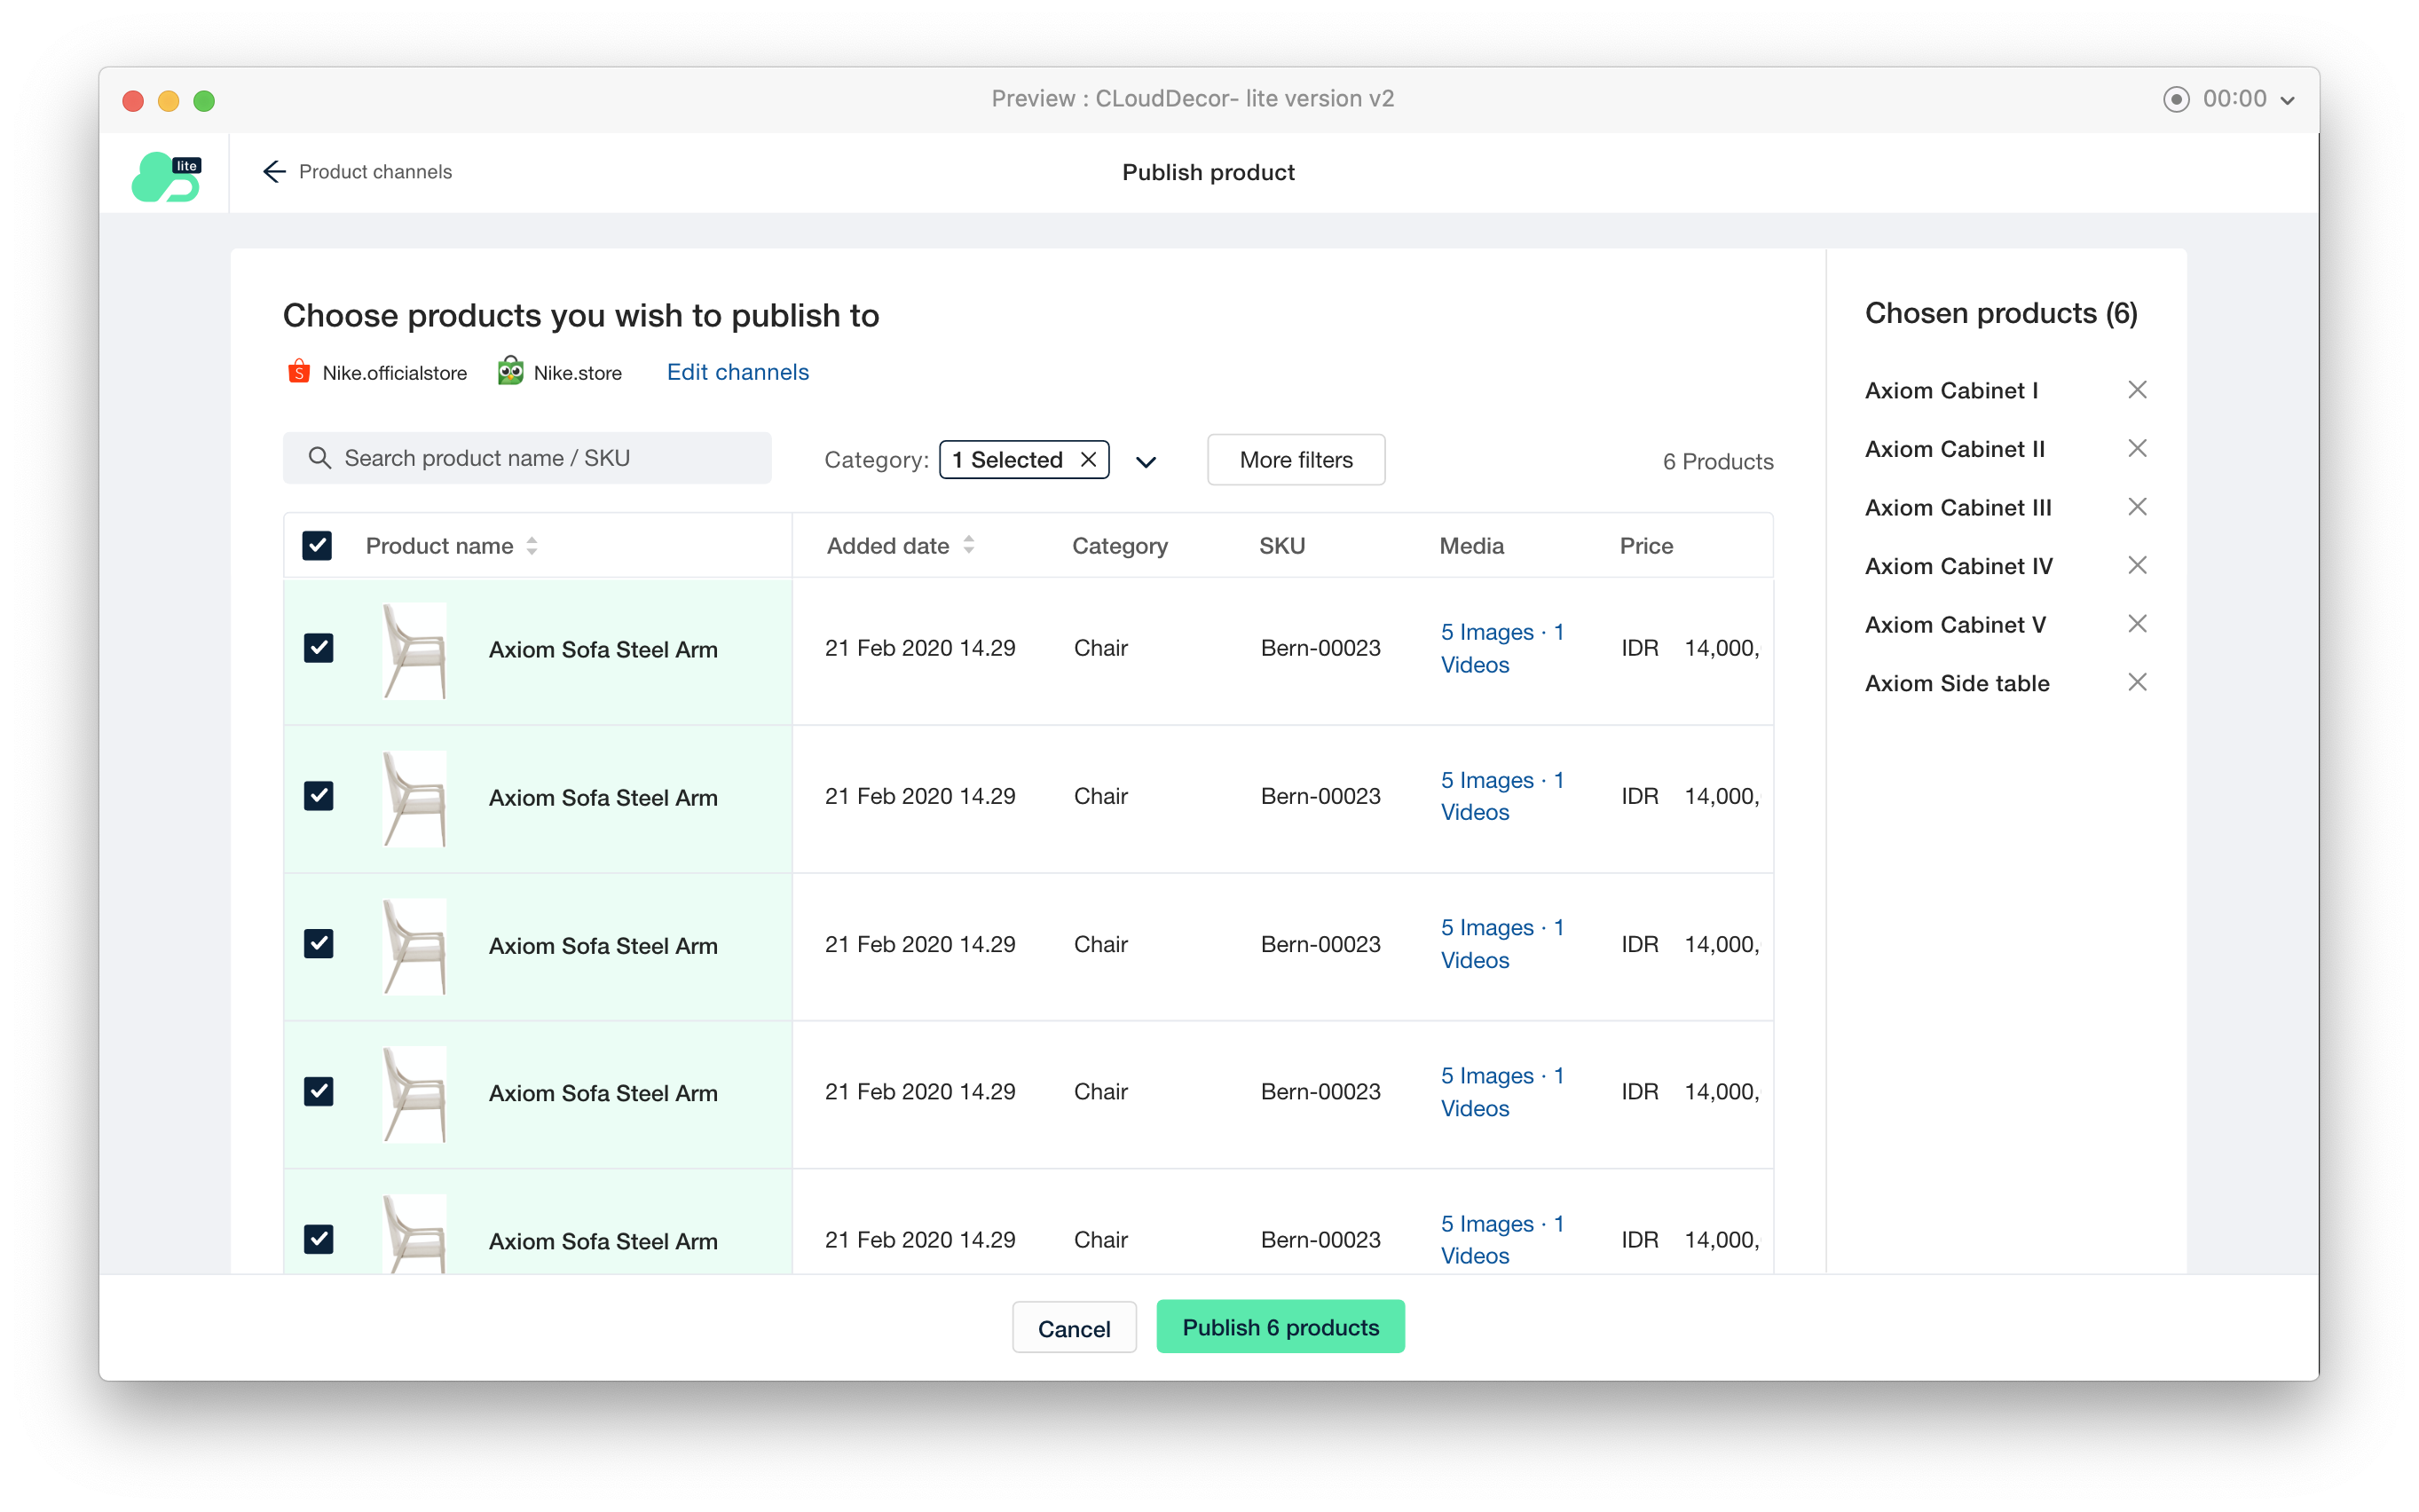 Preview : CLoudDecor- lite version v2
00:00
lite
Product channels
Publish product
Choose products you wish to publish to
Nike.officialstore
Nike.store
Edit channels
Search product name / SKU
Category:
1 Selected
More filters
6 Products
Product name
Added date
Category
SKU
Media
Price
Axiom Sofa Steel Arm
21 Feb 2020 14.29
Chair
Bern-00023
5 Images · 1
Videos
IDR 14,000,
Axiom Sofa Steel Arm
21 Feb 2020 14.29
Chair
Bern-00023
5 Images · 1
Videos
IDR 14,000,
Axiom Sofa Steel Arm
21 Feb 2020 14.29
Chair
Bern-00023
5 Images · 1
Videos
IDR 14,000,
Axiom Sofa Steel Arm
21 Feb 2020 14.29
Chair
Bern-00023
5 Images · 1
Videos
IDR 14,000,
Axiom Sofa Steel Arm
21 Feb 2020 14.29
Chair
Bern-00023
5 Images · 1
Videos
IDR 14,000,
Chosen products (6)
Axiom Cabinet I
Axiom Cabinet II
Axiom Cabinet III
Axiom Cabinet IV
Axiom Cabinet V
Axiom Side table
Cancel
Publish 6 products